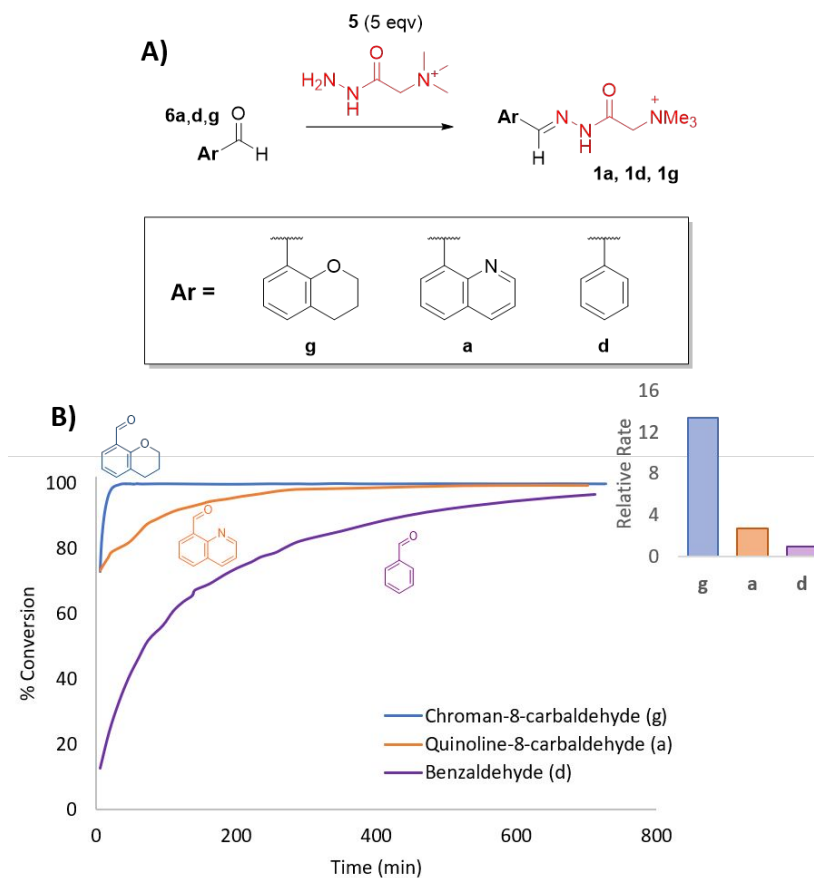 A)
5 (5 eqv)
O
H2N
N
H
N+
6a,d,g
O
Ar
H
O
Ar
N
N
H
H
+
NMe3
1a, 1d, 1g
Ar =
O
N
g
a
d
B)
O
O
O
N
O
100
80
60
40
20
0
% Conversion
0
200
400
600
800
Time (min)
Chroman-8-carbaldehyde (g)
Quinoline-8-carbaldehyde (a)
Benzaldehyde (d)
16
12
8
4
0
Relative Rate
g
a
d